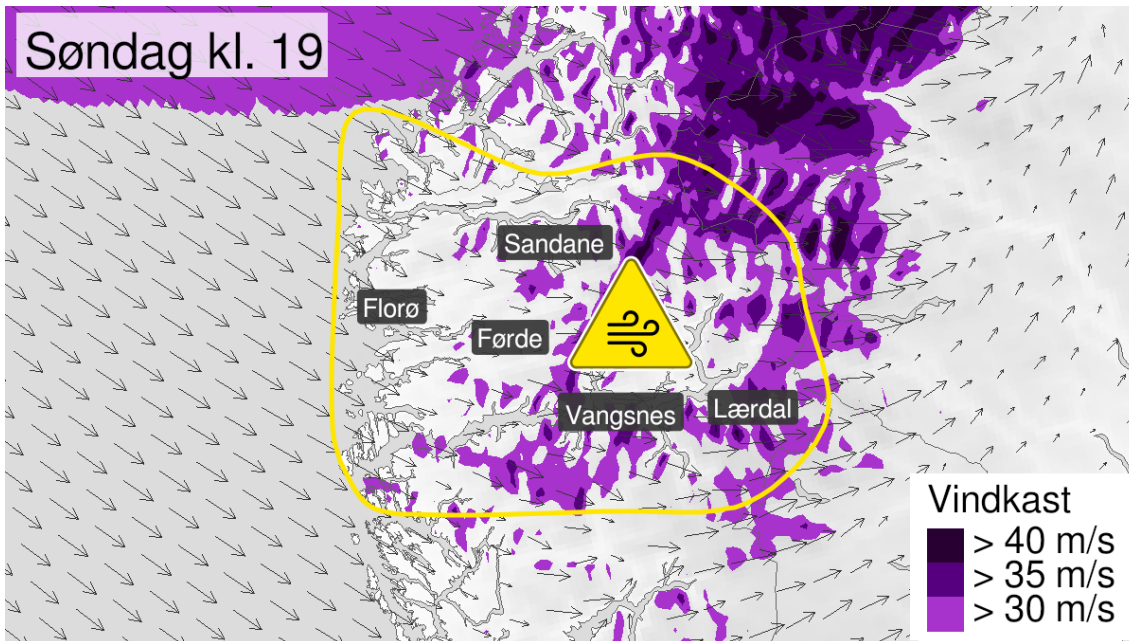 Søndag kl. 19
Sandane
Florø
Førde
Vangsnes
Lærdal
Vindkast
> 40 m/s
> 35 m/s
> 30 m/s